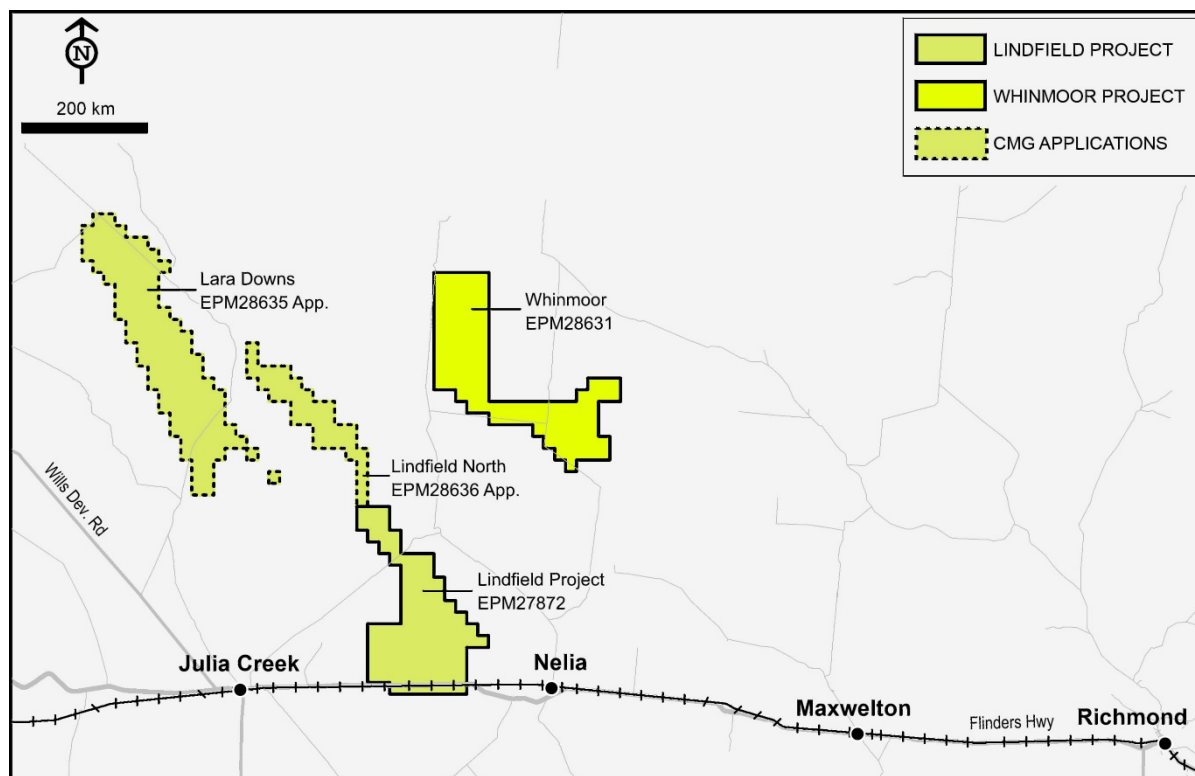 N
200 km
LINDFIELD PROJECT
WHINMOOR PROJECT
CMG APPLICATIONS
Lara Downs
EPM28635 App.
Whinmoor
EPM28631
Lindfield North
EPM28636 App.
Wills Dev. Rd
Lindfield Project
EPM27872
Julia Creek
Nelia
Maxwelton
Flinders Hwy
Richmond